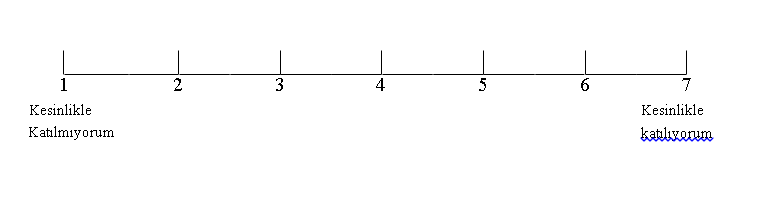 1 2 3 4 5 6 7
Kesinlikle Kesinlikle
Katılmıyorum katılıyorum